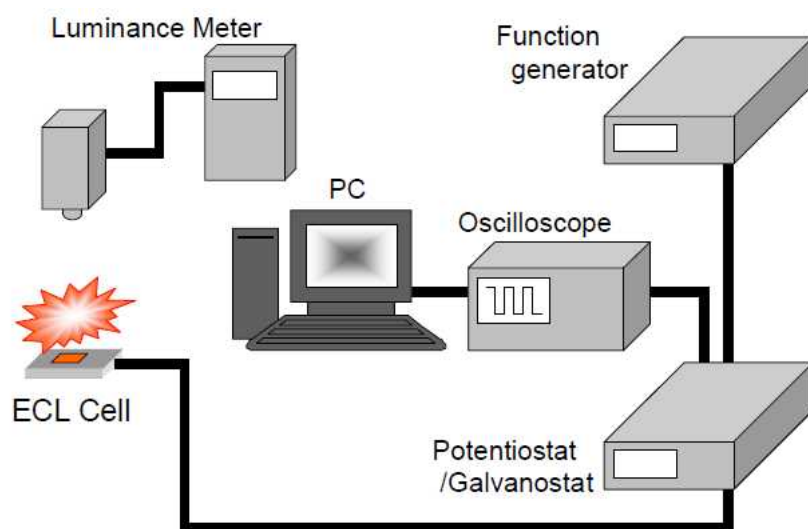 Luminance Meter
Function
generator
PC
Oscilloscope
ECL Cell
Potentiostat
/Galvanostat